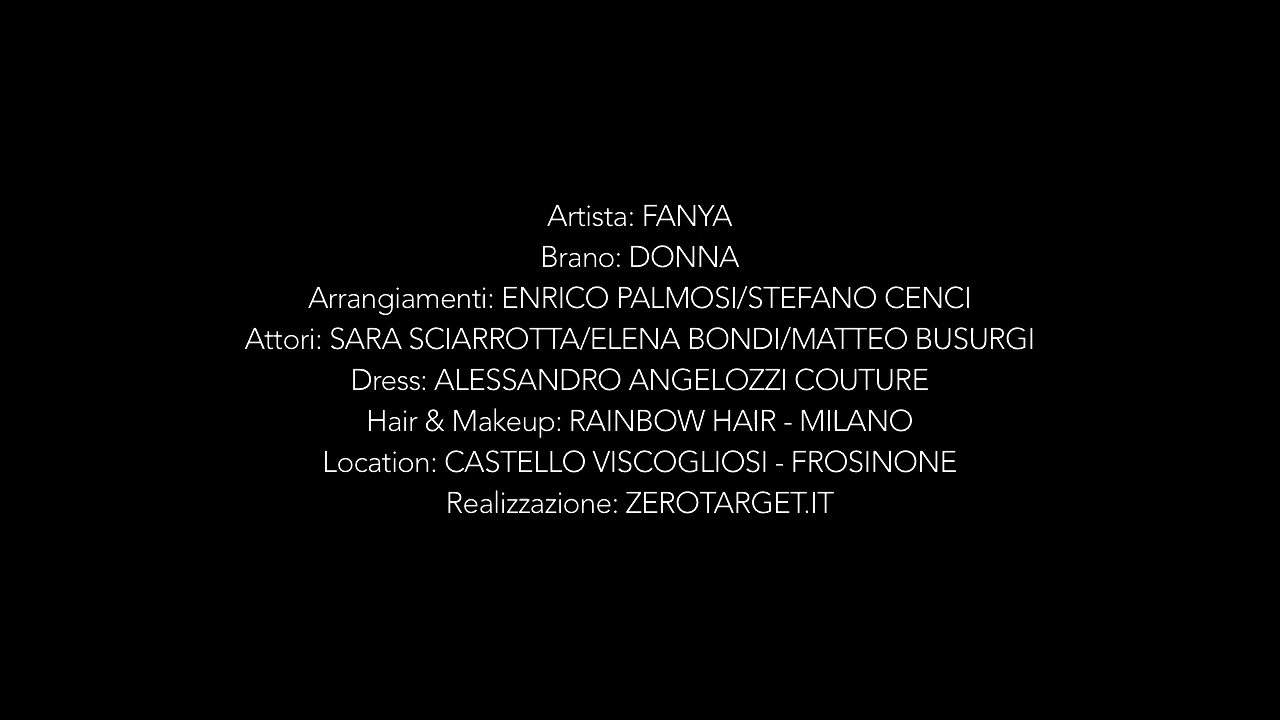 Artista: FANYA
Brano: DONNA
Arrangiamenti: ENRICO PALMOSI/STEFANO CENCI
Attori: SARA SCIARROTTA/ELENA BONDI/MATTEO BUSURGI
Dress: ALESSANDRO ANGELOZZI COUTURE
Hair & Makeup: RAINBOW HAIR - MILANO
Location: CASTELLO VISCOGLIOSI - FROSINONE
Realizzazione: ZEROTARGET.IT